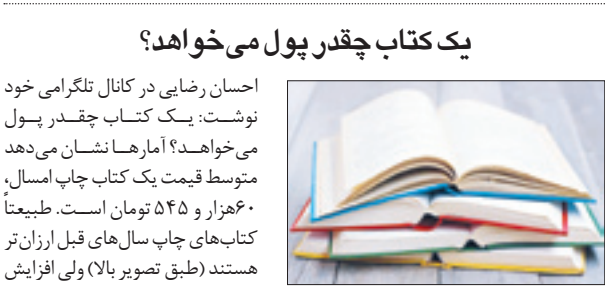 یک کتاب چقدر پول می‌خواهد؟
احسان رضایی در کانال تلگرامی خود
نوشت: یک کتاب چقدر پول
می‌خواهد؟ آمارها نشان می‌دهد
متوسط قیمت یک کتاب چاپ امسال،
۶۰هزار و ۵۴۵ تومان است. طبیعتاً
کتاب‌های چاپ سال‌های قبل ارزان‌تر
هستند (طبق تصویر بالا) ولی افزایش